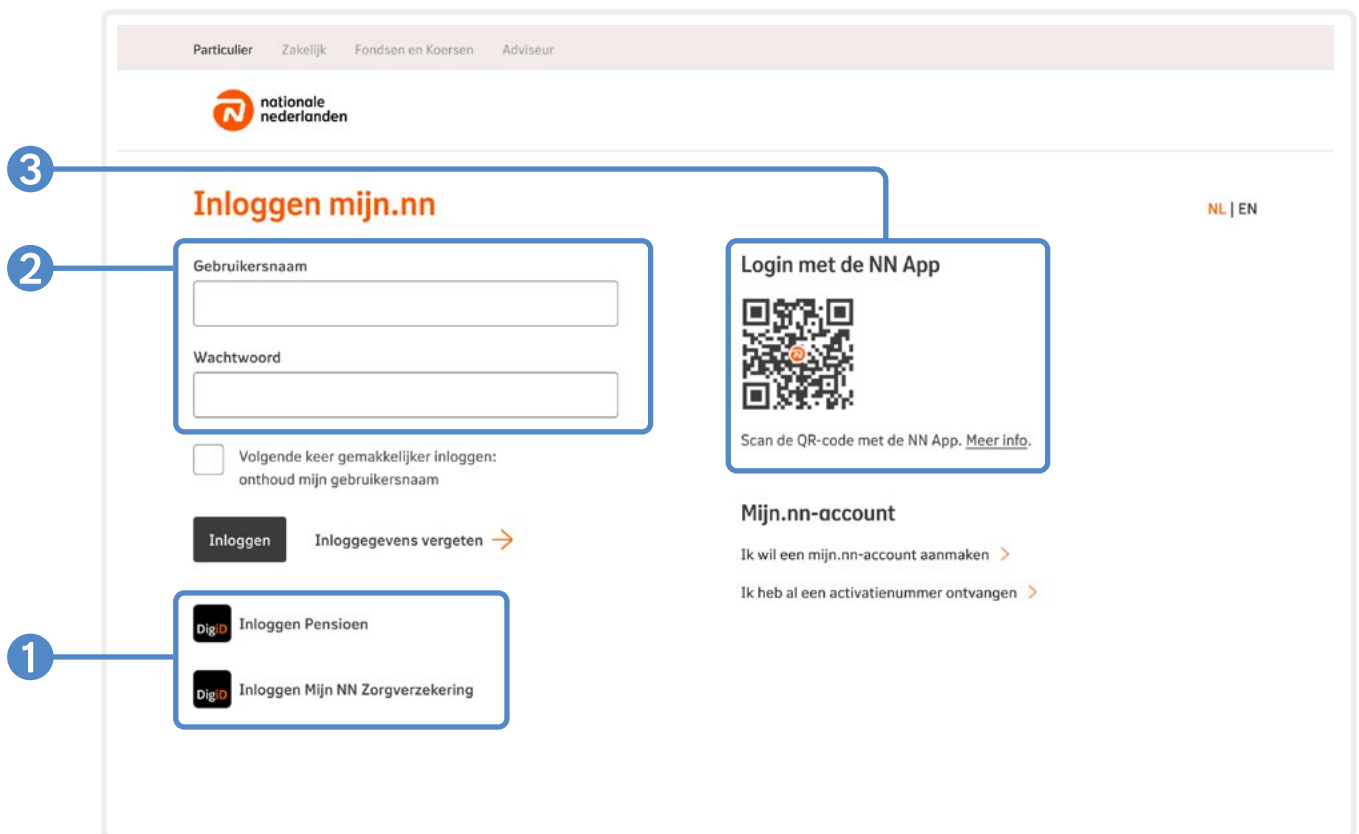 Particulier Zakelijk Fondsen en Koersen Adviseur
nationale
nederlanden
3
Inloggen mijn.nn
NL | EN
2
Gebruikersnaam
Wachtwoord
Login met de NN App
Scan de QR-code met de NN App. Meer info.
Volgende keer gemakkelijker inloggen:
onthoud mijn gebruikersnaam
Inloggen Inloggegevens vergeten
Mijn.nn-account
Ik wil een mijn.nn-account aanmaken
Ik heb al een activatienummer ontvangen
1
DigiD Inloggen Pensioen
DigiD Inloggen Mijn NN Zorgverzekering